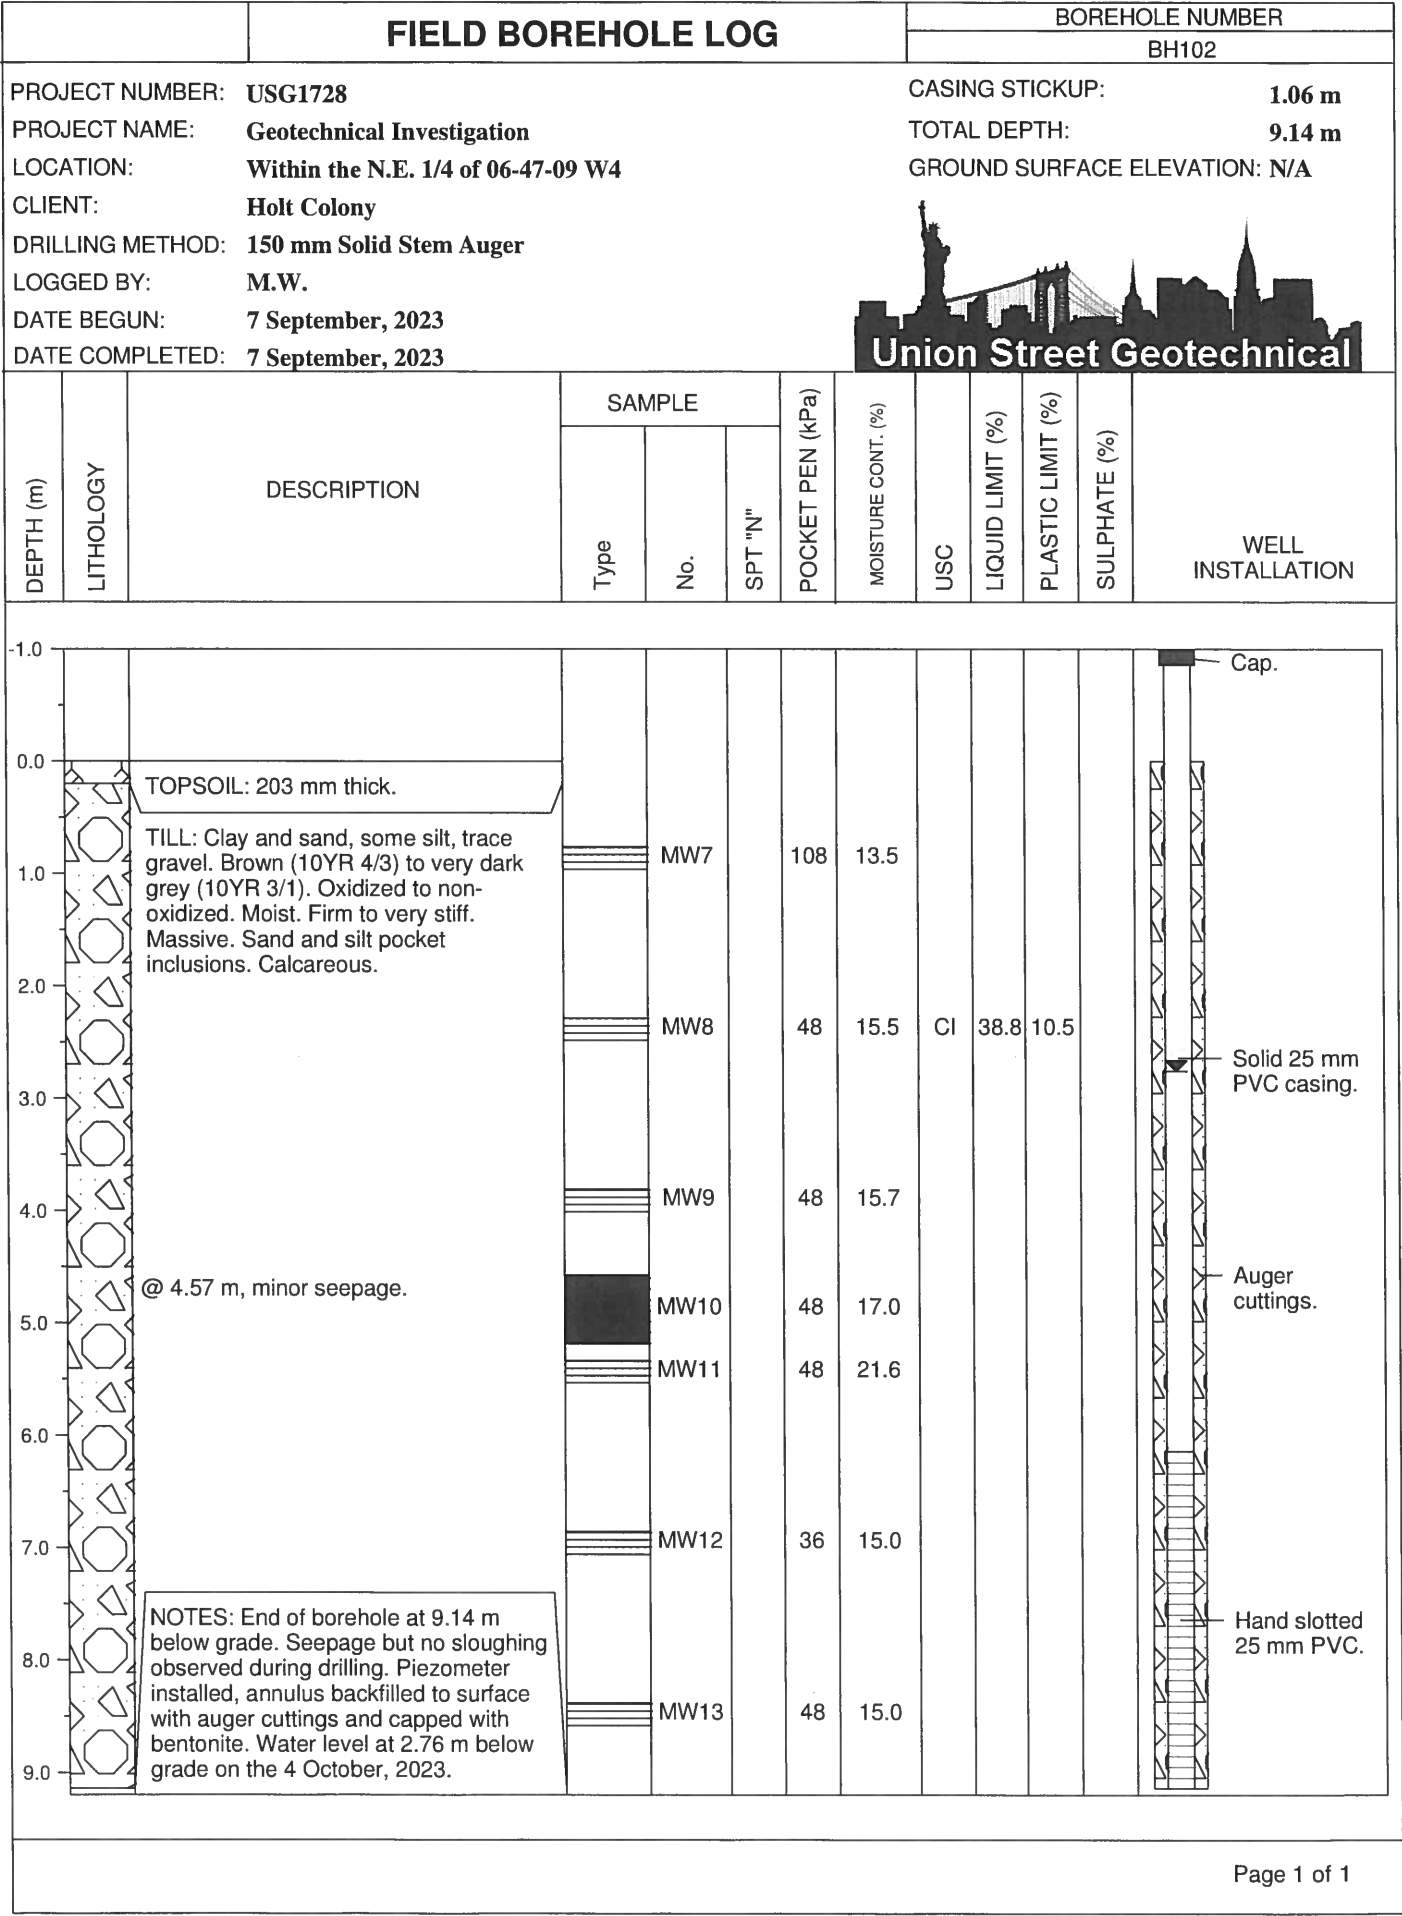 FIELD BOREHOLE LOG
BOREHOLE NUMBER
BH102
PROJECT NUMBER: USG1728
PROJECT NAME: Geotechnical Investigation
LOCATION: Within the N.E. 1/4 of 06-47-09 W4
CLIENT: Holt Colony
DRILLING METHOD: 150 mm Solid Stem Auger
LOGGED BY: M.W.
DATE BEGUN: 7 September, 2023
DATE COMPLETED: 7 September, 2023
CASING STICKUP: 1.06 m
TOTAL DEPTH: 9.14 m
GROUND SURFACE ELEVATION: N/A
Union Street Geotechnical
DEPTH (m)
LITHOLOGY
DESCRIPTION
SAMPLE
Type
No.
SPT "N"
POCKET PEN (kPa)
MOISTURE CONT. (%)
USC
LIQUID LIMIT (%)
PLASTIC LIMIT (%)
SULPHATE (%)
WELL
INSTALLATION
-1.0
Cap.
0.0
TOPSOIL: 203 mm thick.
TILL: Clay and sand, some silt, trace
gravel. Brown (10YR 4/3) to very dark
grey (10YR 3/1). Oxidized to non-
oxidized. Moist. Firm to very stiff.
Massive. Sand and silt pocket
inclusions. Calcareous.
MW7 108 13.5
1.0
2.0
MW8 48 15.5 CI 38.8 10.5
Solid 25 mm
PVC casing.
3.0
MW9 48 15.7
4.0
@ 4.57 m, minor seepage.
Auger
cuttings.
MW10 48 17.0
5.0
MW11 48 21.6
6.0
MW12 36 15.0
7.0
NOTES: End of borehole at 9.14 m
below grade. Seepage but no sloughing
observed during drilling. Piezometer
installed, annulus backfilled to surface
with auger cuttings and capped with
bentonite. Water level at 2.76 m below
grade on the 4 October, 2023.
Hand slotted
25 mm PVC.
8.0
MW13 48 15.0
9.0
Page 1 of 1